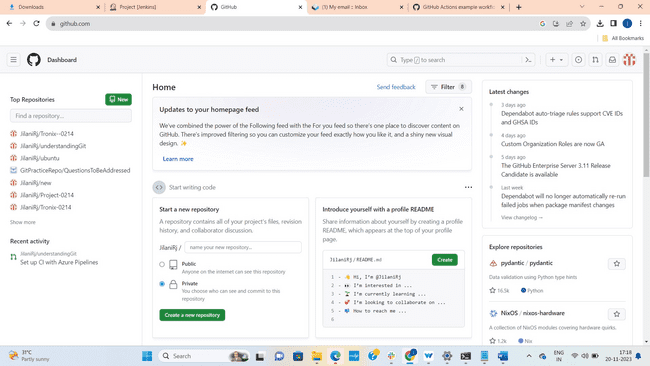 Downloads
Project [Jenkins]
GitHub
(1) My email :: Inbox
GitHub Actions example workfl
github.com
All Bookmarks
Dashboard
Type / to search
Top Repositories
New
Find a repository...
JilaniRj/Tronix--0214
JilaniRj/understandingGit
JilaniRj/ubuntu
GitPracticeRepo/QuestionsToBeAddressed
JilaniRj/new
JilaniRj/Project-0214
JilaniRj/Tronix-0214
Show more
Recent activity
JilaniRj/understandingGit
Set up CI with Azure Pipelines
Home
Send feedback
Filter 0
Updates to your homepage feed
We've combined the power of the Following feed with the For you feed so there's one place to discover content on
GitHub. There's improved filtering so you can customize your feed exactly how you like it, and a shiny new visual
design. ✨
Learn more
Start writing code
Start a new repository
A repository contains all of your project's files, revision
history, and collaborator discussion.
JilaniRj /
name your new repository...
Public
Anyone on the internet can see this repository
Private
You choose who can see and commit to this
repository
Create a new repository
Introduce yourself with a profile README
Share information about yourself by creating a profile
README, which appears at the top of your profile
page.
JilaniRj / README.md
Create
1 - 👋 Hi, I'm @JilaniRj
2 - 👀 I'm interested in ...
3 - 🌱 I'm currently learning ...
4 - 💞️ I'm looking to collaborate on ...
5 - 📫 How to reach me ...
6
Latest changes
3 days ago
Dependabot auto-triage rules support CVE IDs
and GHSA IDs
4 days ago
Custom Organization Roles are now GA
5 days ago
The GitHub Enterprise Server 3.11 Release
Candidate is available
Last week
Dependabot will no longer automatically re-run
failed jobs when package manifest changes
View changelog →
Explore repositories
pydantic / pydantic
Data validation using Python type hints
16.5k
Python
NixOS / nixos-hardware
A collection of NixOS modules covering hardware quirks.
1.2k
Nix
31°C
Partly sunny
Search
ENG
IN
17:18
20-11-2023